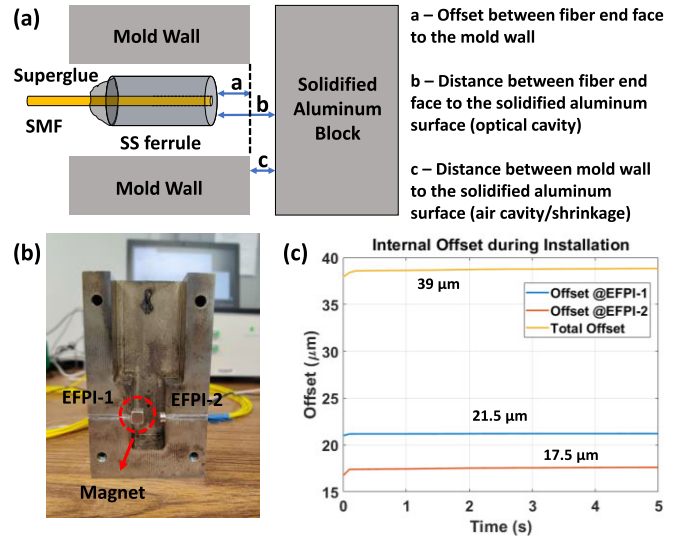 (a)
Mold Wall
Superglue
SMF
SS ferrule
a
b
c
Mold Wall
Solidified
Aluminum
Block
a – Offset between fiber end face
to the mold wall
b – Distance between fiber end
face to the solidified aluminum
surface (optical cavity)
c – Distance between mold wall
to the solidified aluminum
surface (air cavity/shrinkage)
(b)
EFPI-1
EFPI-2
Magnet
(c)
Internal Offset during Installation
Offset (μm)
40
35
30
25
20
15
39 μm
Offset @EFPI-1
Offset @EFPI-2
Total Offset
21.5 μm
17.5 μm
0
1
2
3
4
5
Time (s)